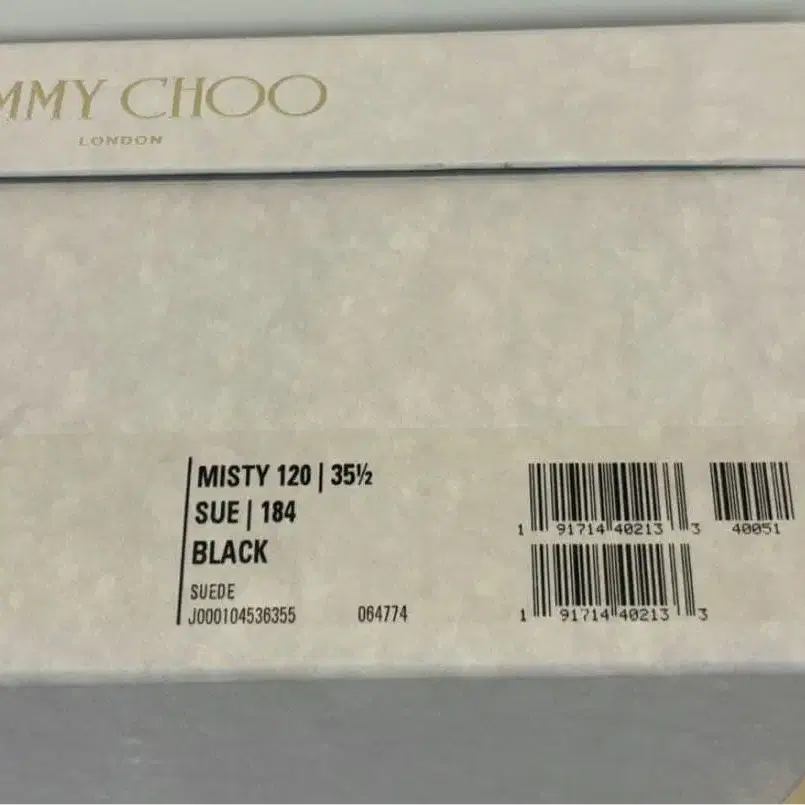 MMY CHOO
LONDON
MISTY 120 | 35½
SUE | 184
BLACK
SUEDE
J000104536355 064774
1 91714 40213 3 40051
1 91714 40213 3